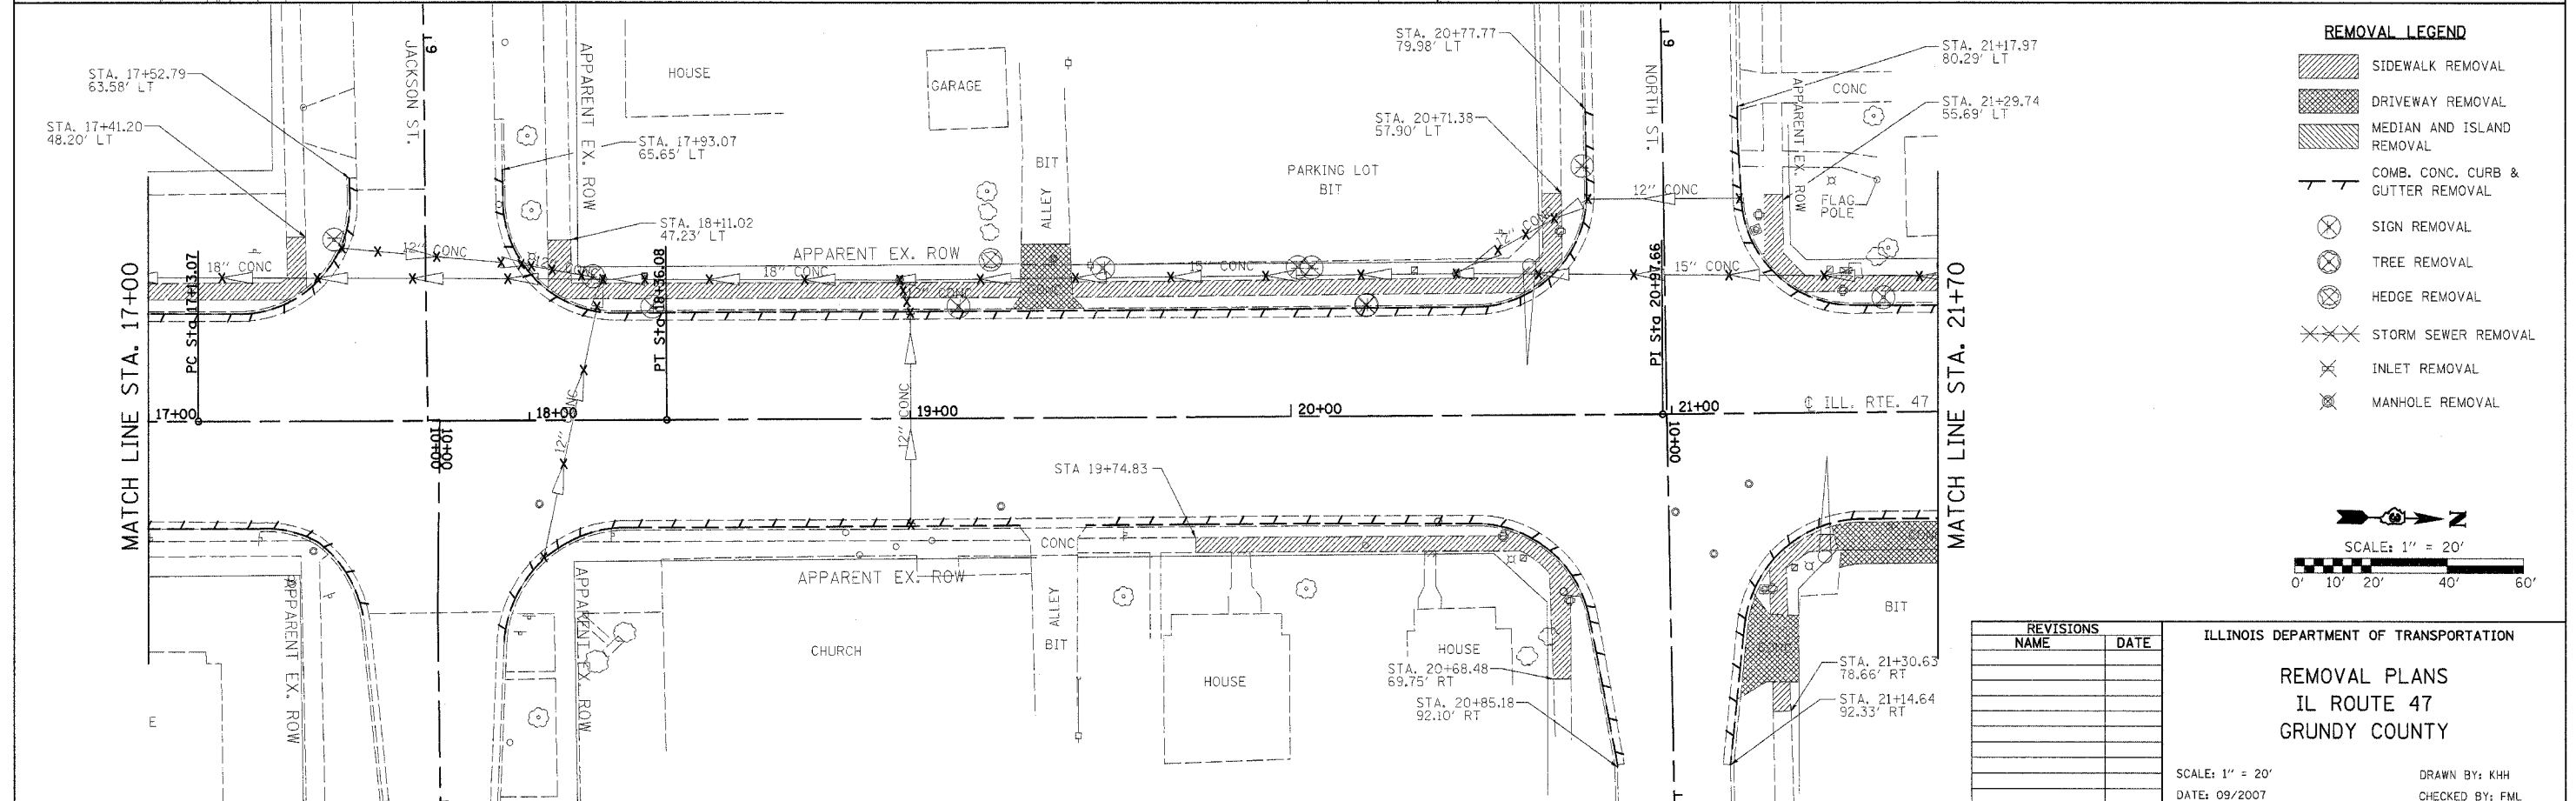 STA. 17+52.79
63.58' LT
STA. 17+41.20
48.20' LT
JACKSON ST.
9
APPARENT EX. ROW
HOUSE
STA. 17+93.07
65.65' LT
STA. 18+11.02
47.23' LT
GARAGE
BIT
ALLEY
APPARENT EX. ROW
PARKING LOT
BIT
STA. 20+77.77
79.98' LT
STA. 20+71.38
57.90' LT
NORTH ST.
9
STA. 21+17.97
80.29' LT
CONC
STA. 21+29.74
55.69' LT
APPARENT EX. ROW
FLAG
POLE
12" CONC
12" CONC
18" CONC
12" CONC
18" CONC
12" CONC
15" CONC
15" CONC
MATCH LINE STA. 17+00
PC Sta 17+13.07
PT Sta 18+36.08
PI Sta 20+97.66
MATCH LINE STA. 21+70
17+00
18+00
19+00
20+00
21+00
℄ ILL. RTE. 47
10+00
10+00
10+00
12" CONC
12" CONC
STA 19+74.83
CONC
APPARENT EX. ROW
APPARENT EX. ROW
APPARENT EX. ROW
ALLEY
BIT
CHURCH
HOUSE
HOUSE
E
STA. 20+68.48
69.75' RT
STA. 20+85.18
92.10' RT
BIT
STA. 21+30.63
78.66' RT
STA. 21+14.64
92.33' RT
REMOVAL LEGEND
SIDEWALK REMOVAL
DRIVEWAY REMOVAL
MEDIAN AND ISLAND
REMOVAL
COMB. CONC. CURB &
GUTTER REMOVAL
SIGN REMOVAL
TREE REMOVAL
HEDGE REMOVAL
STORM SEWER REMOVAL
INLET REMOVAL
MANHOLE REMOVAL
N
SCALE: 1" = 20'
0' 10' 20' 40' 60'
REVISIONS
NAME DATE
ILLINOIS DEPARTMENT OF TRANSPORTATION
REMOVAL PLANS
IL ROUTE 47
GRUNDY COUNTY
SCALE: 1" = 20'
DRAWN BY: KHH
DATE: 09/2007
CHECKED BY: FML